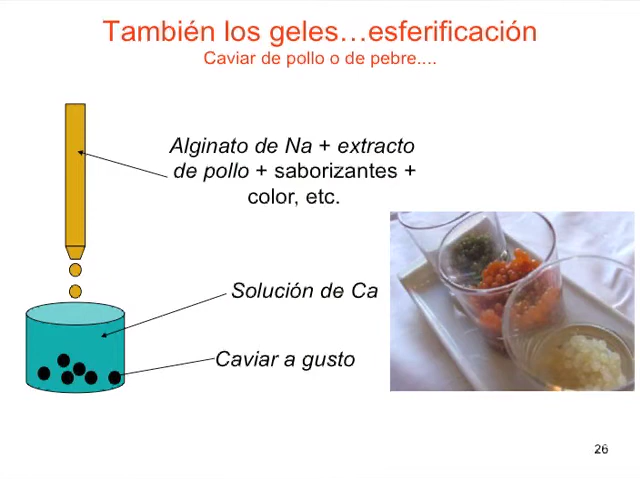 También los geles…esferificación
Caviar de pollo o de pebre....
Alginato de Na + extracto
de pollo + saborizantes +
color, etc.
Solución de Ca
Caviar a gusto
26